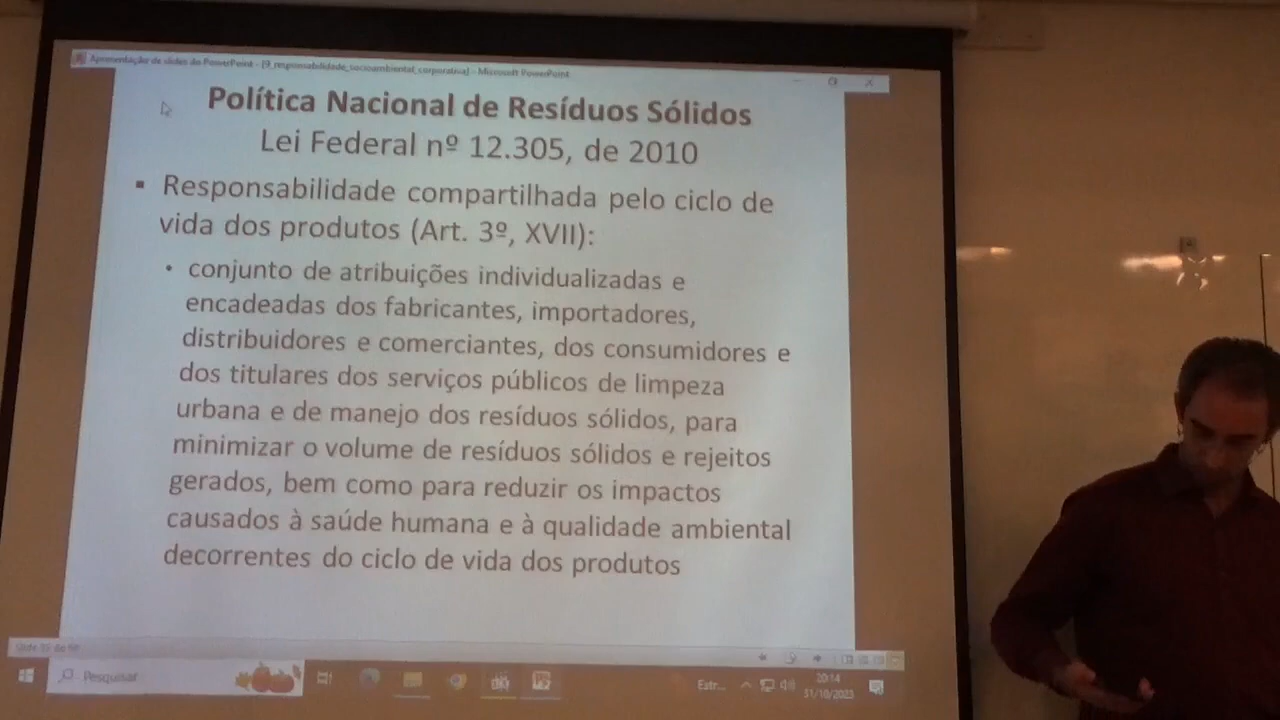 Apresentação de slides do PowerPoint - [9_responsabilidade_socioambiental_corporativa] - Microsoft PowerPoint
Política Nacional de Resíduos Sólidos
Lei Federal nº 12.305, de 2010
▪ Responsabilidade compartilhada pelo ciclo de
vida dos produtos (Art. 3º, XVII):
• conjunto de atribuições individualizadas e
encadeadas dos fabricantes, importadores,
distribuidores e comerciantes, dos consumidores e
dos titulares dos serviços públicos de limpeza
urbana e de manejo dos resíduos sólidos, para
minimizar o volume de resíduos sólidos e rejeitos
gerados, bem como para reduzir os impactos
causados à saúde humana e à qualidade ambiental
decorrentes do ciclo de vida dos produtos
Slide
Pesquisar
Estr...
20:14
31/10/2023